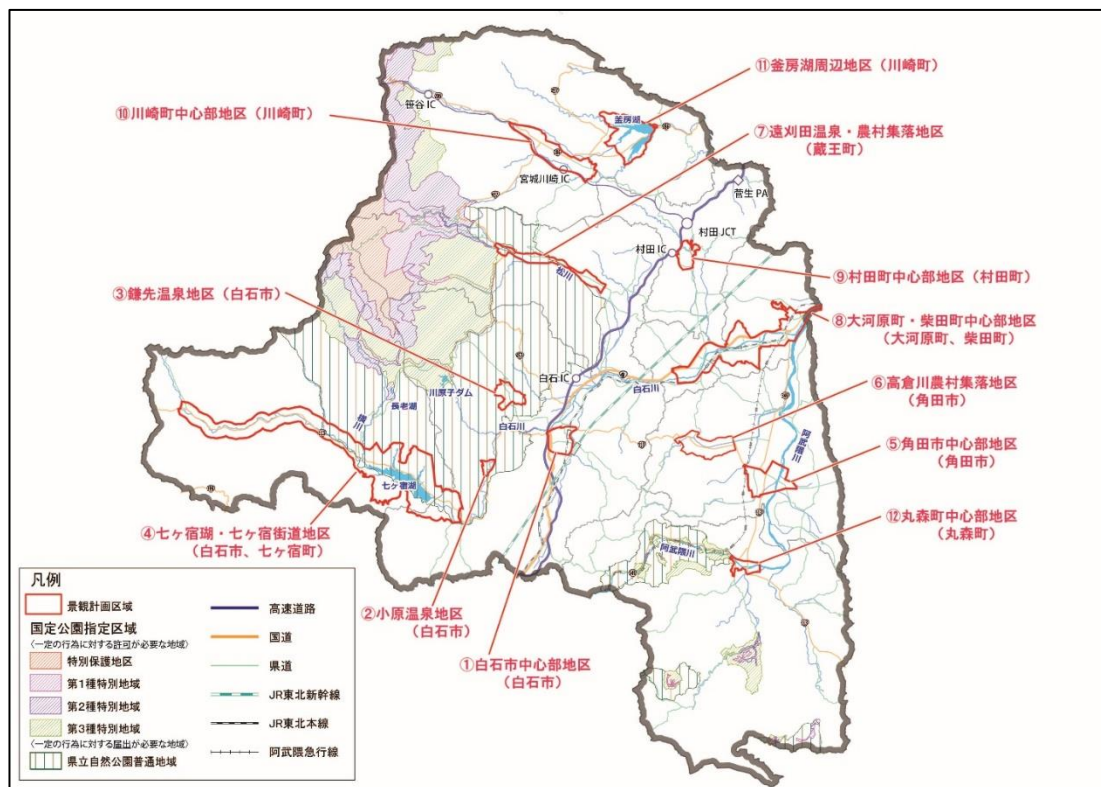 ⑪釜房湖周辺地区（川崎町）
笹谷 IC
⑩川崎町中心部地区（川崎町）
釜房湖
⑦遠刈田温泉・農村集落地区
（蔵王町）
宮城川崎 IC
菅生 PA
村田 JCT
村田 IC
松川
⑨村田町中心部地区（村田町）
③鎌先温泉地区（白石市）
⑧大河原町・柴田町中心部地区
（大河原町、柴田町）
白石 IC
白石川
川原子ダム
長老湖
横川
白石川
⑥高倉川農村集落地区
（角田市）
阿武隈川
⑤角田市中心部地区
（角田市）
七ヶ宿湖
④七ヶ宿瑚・七ヶ宿街道地区
（白石市、七ヶ宿町）
⑫丸森町中心部地区
（丸森町）
阿武隈川
②小原温泉地区
（白石市）
①白石市中心部地区
（白石市）
凡例
景観計画区域
国定公園指定区域
〈一定の行為に対する許可が必要な地域〉
特別保護地区
第1種特別地域
第2種特別地域
第3種特別地域
〈一定の行為に対する届出が必要な地域〉
県立自然公園普通地域
高速道路
国道
県道
JR東北新幹線
JR東北本線
阿武隈急行線